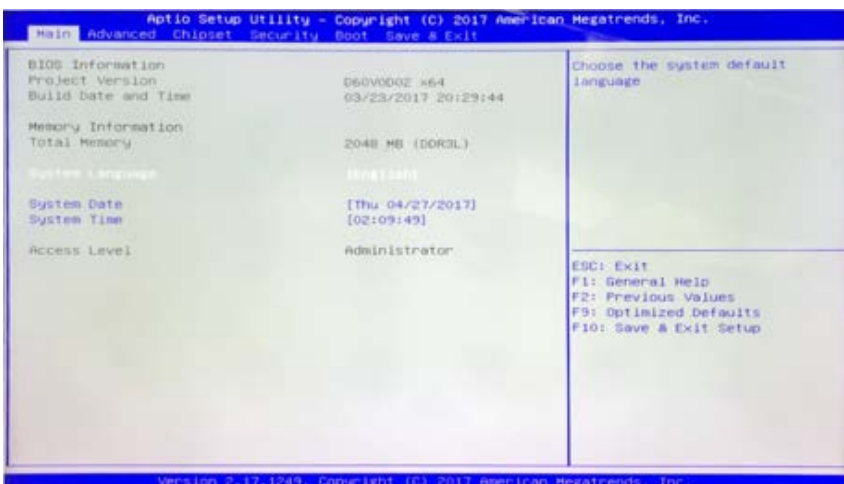 Aptio Setup Utility - Copyright (C) 2017 American Megatrends, Inc.
Main Advanced Chipset Security Boot Save & Exit
BIOS Information
Project Version D60V0D02 x64
Build Date and Time 03/23/2017 20:29:44
Memory Information
Total Memory 2048 MB (DDR3L)
System Language [English]
System Date [Thu 04/27/2017]
System Time [02:09:49]
Access Level Administrator
Choose the system default
language
ESC: Exit
F1: General Help
F2: Previous Values
F9: Optimized Defaults
F10: Save & Exit Setup
Version 2.17.1249. Copyright (C) 2017 American Megatrends, Inc.